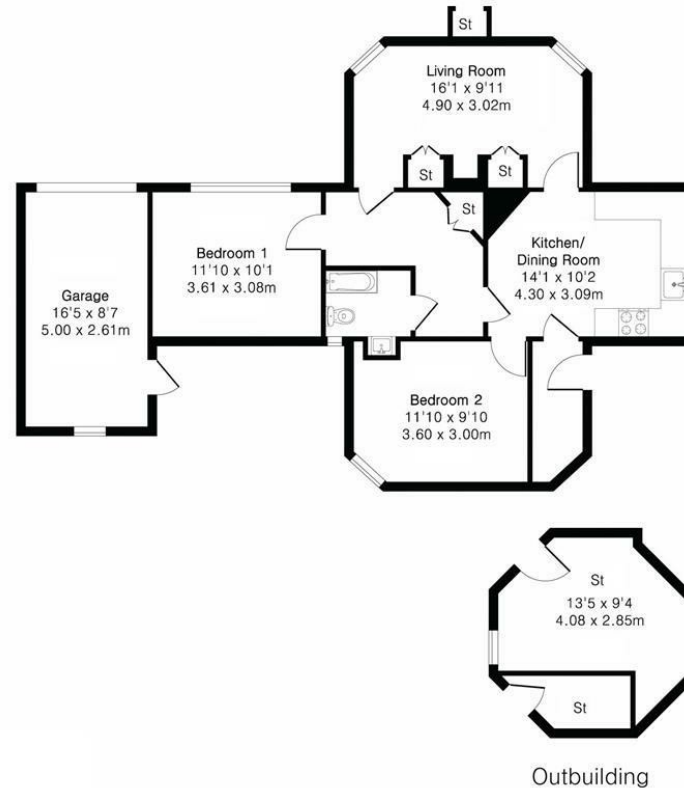 St
Living Room
16'1 x 9'11
4.90 x 3.02m
St
St
St
Bedroom 1
11'10 x 10'1
3.61 x 3.08m
Kitchen/
Dining Room
14'1 x 10'2
4.30 x 3.09m
Garage
16'5 x 8'7
5.00 x 2.61m
Bedroom 2
11'10 x 9'10
3.60 x 3.00m
St
13'5 x 9'4
4.08 x 2.85m
St
Outbuilding